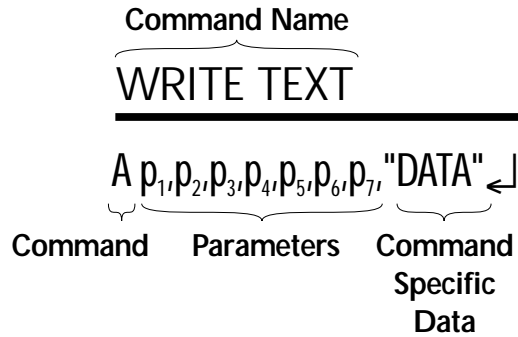 Command Name
WRITE TEXT
A p₁,p₂,p₃,p₄,p₅,p₆,p₇,"DATA"↵
Command Parameters Command
Specific
Data